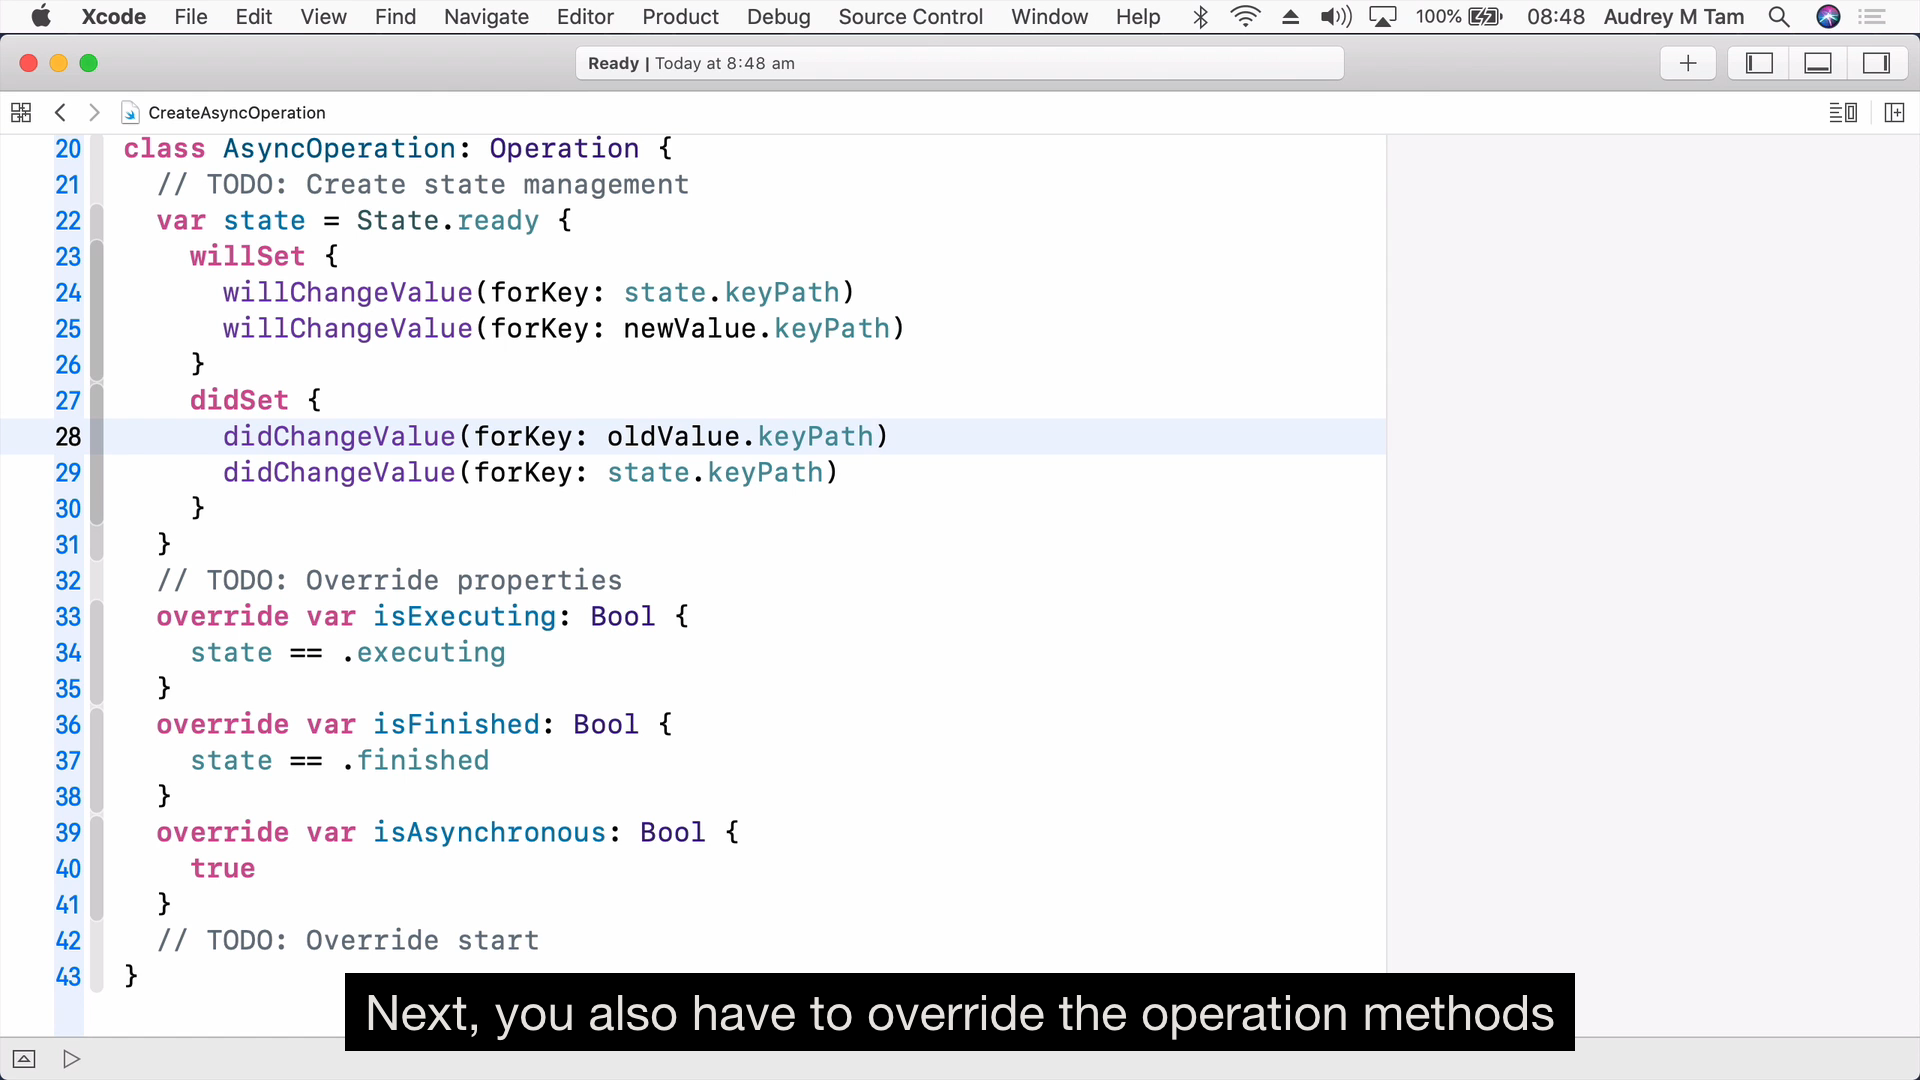 Xcode File Edit View Find Navigate Editor Product Debug Source Control Window Help 100% 08:48 Audrey M Tam
Ready | Today at 8:48 am
CreateAsyncOperation
20 class AsyncOperation: Operation {
21 // TODO: Create state management
22 var state = State.ready {
23 willSet {
24 willChangeValue(forKey: state.keyPath)
25 willChangeValue(forKey: newValue.keyPath)
26 }
27 didSet {
28 didChangeValue(forKey: oldValue.keyPath)
29 didChangeValue(forKey: state.keyPath)
30 }
31 }
32 // TODO: Override properties
33 override var isExecuting: Bool {
34 state == .executing
35 }
36 override var isFinished: Bool {
37 state == .finished
38 }
39 override var isAsynchronous: Bool {
40 true
41 }
42 // TODO: Override start
43 }
Next, you also have to override the operation methods